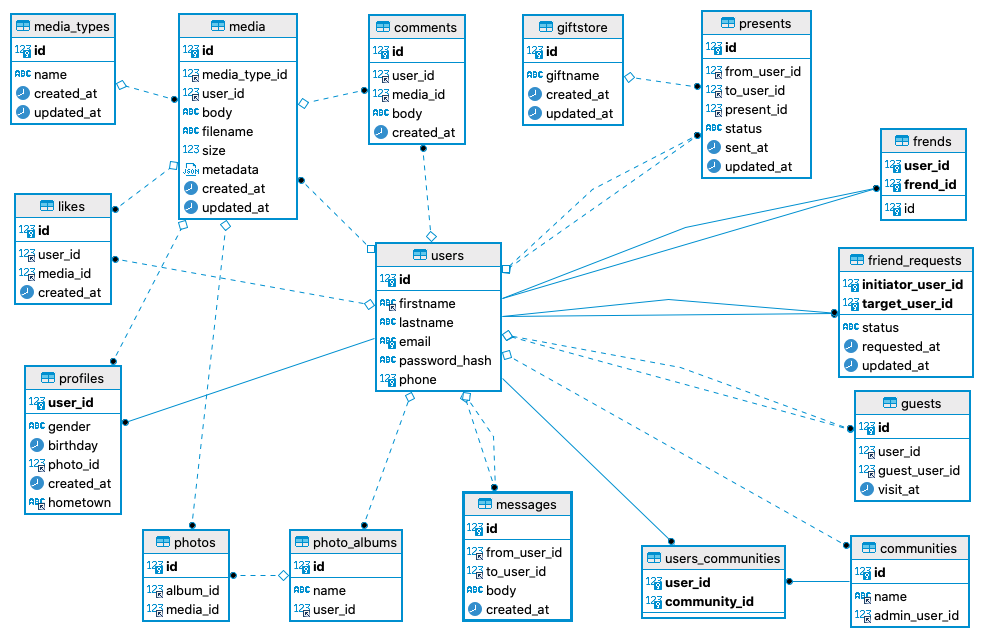 media_types
id
name
created_at
updated_at
media
id
media_type_id
user_id
body
filename
size
metadata
created_at
updated_at
comments
id
user_id
media_id
body
created_at
giftstore
id
giftname
created_at
updated_at
presents
id
from_user_id
to_user_id
present_id
status
sent_at
updated_at
frends
user_id
frend_id
id
likes
id
user_id
media_id
created_at
users
id
firstname
lastname
email
password_hash
phone
friend_requests
initiator_user_id
target_user_id
status
requested_at
updated_at
profiles
user_id
gender
birthday
photo_id
created_at
hometown
guests
id
user_id
guest_user_id
visit_at
photos
id
album_id
media_id
photo_albums
id
name
user_id
messages
id
from_user_id
to_user_id
body
created_at
users_communities
user_id
community_id
communities
id
name
admin_user_id